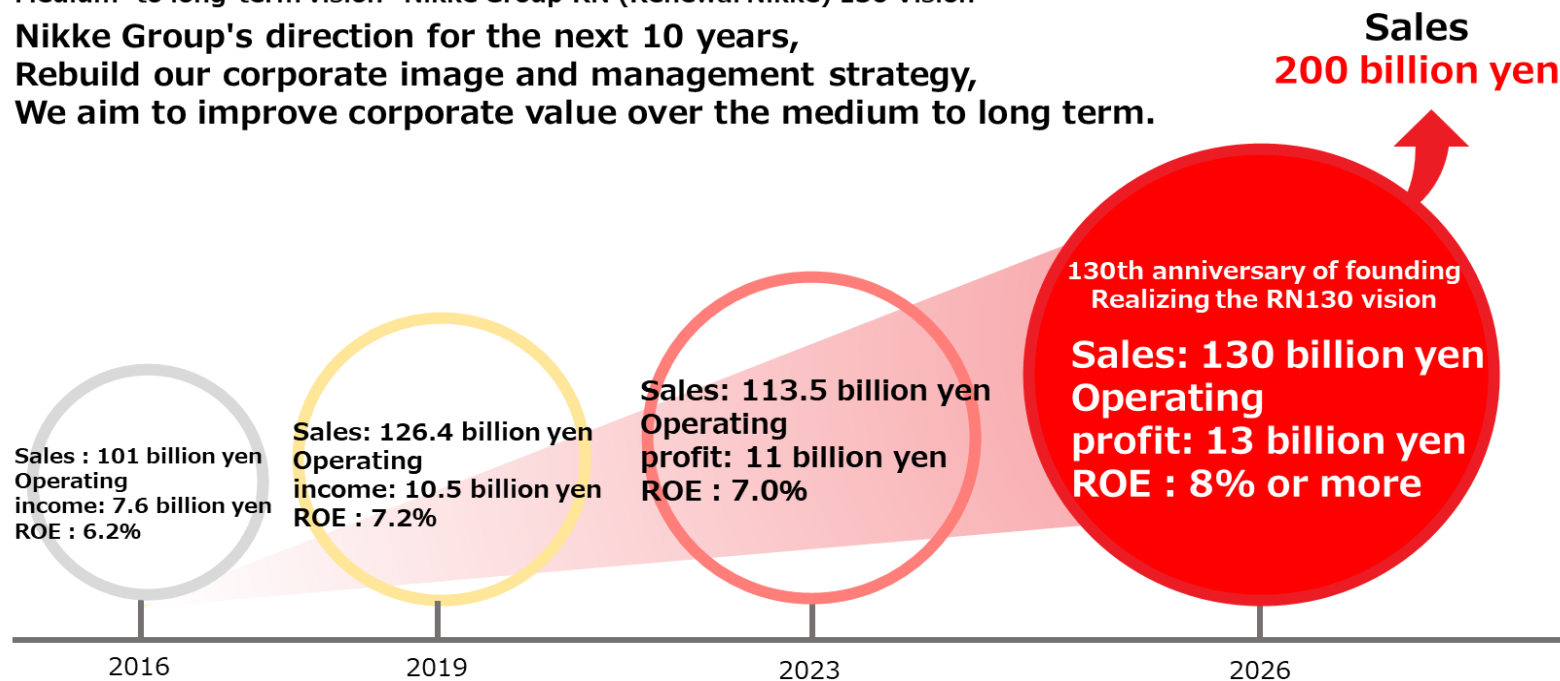 Nikke Group's direction for the next 10 years,
Rebuild our corporate image and management strategy,
We aim to improve corporate value over the medium to long term.
Sales
200 billion yen
Sales : 101 billion yen
Operating
income: 7.6 billion yen
ROE : 6.2%
Sales: 126.4 billion yen
Operating
income: 10.5 billion yen
ROE : 7.2%
Sales: 113.5 billion yen
Operating
profit: 11 billion yen
ROE : 7.0%
130th anniversary of founding
Realizing the RN130 vision
Sales: 130 billion yen
Operating
profit: 13 billion yen
ROE : 8% or more
2016
2019
2023
2026